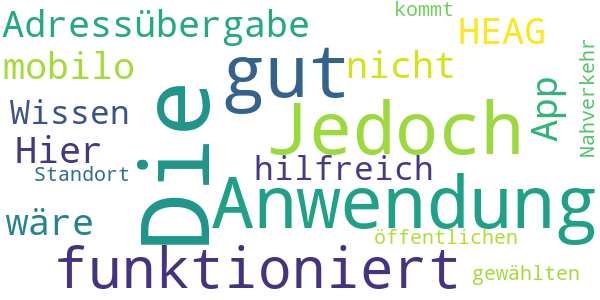 kommt
Adressübergabe
HEAG
mobilo
gut
nicht
Nahverkehr
Wissen
Die
Jedoch
App
Hier
hilfreich
Standort
Anwendung
wäre
öffentlichen
funktioniert
gewählten